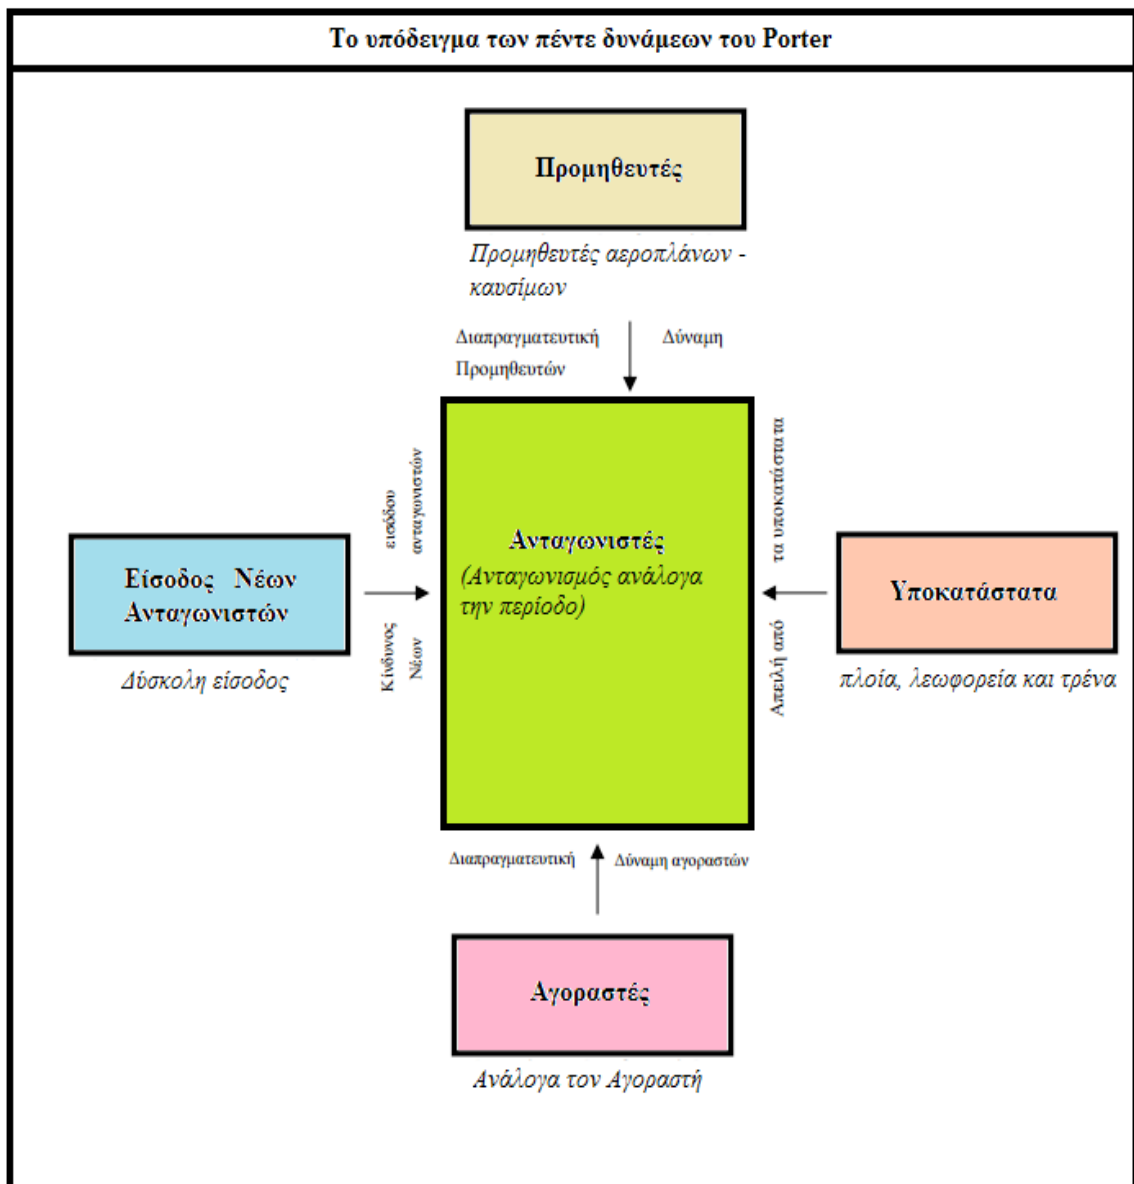 Το υπόδειγμα των πέντε δυνάμεων του Porter
Προμηθευτές
Προμηθευτές αεροπλάνων -
καυσίμων
Διαπραγματευτική Δύναμη
Προμηθευτών
Είσοδος Νέων
Ανταγωνιστών
Δύσκολη είσοδος
Κίνδυνος εισόδου
Νέων ανταγωνιστών
Ανταγωνιστές
(Ανταγωνισμός ανάλογα
την περίοδο)
Απειλή από τα υποκατάστατα
Υποκατάστατα
πλοία, λεωφορεία και τρένα
Διαπραγματευτική Δύναμη αγοραστών
Αγοραστές
Ανάλογα τον Αγοραστή